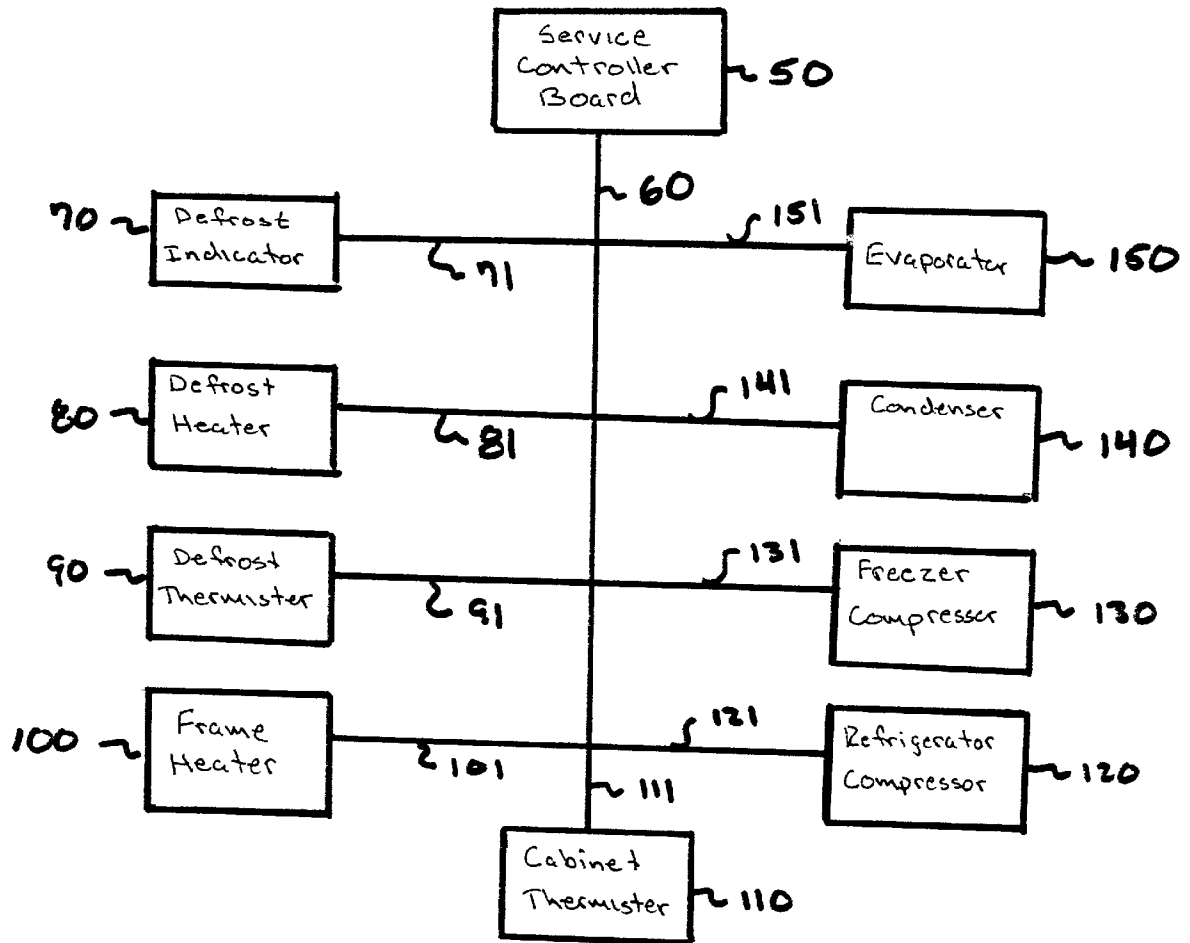 Service
Controller
Board
50
60
70
Defrost
Indicator
71
151
Evaporator
150
80
Defrost
Heater
81
141
Condenser
140
90
Defrost
Thermister
91
131
Freezer
Compressor
130
100
Frame
Heater
101
121
Refrigerator
Compressor
120
111
Cabinet
Thermister
110